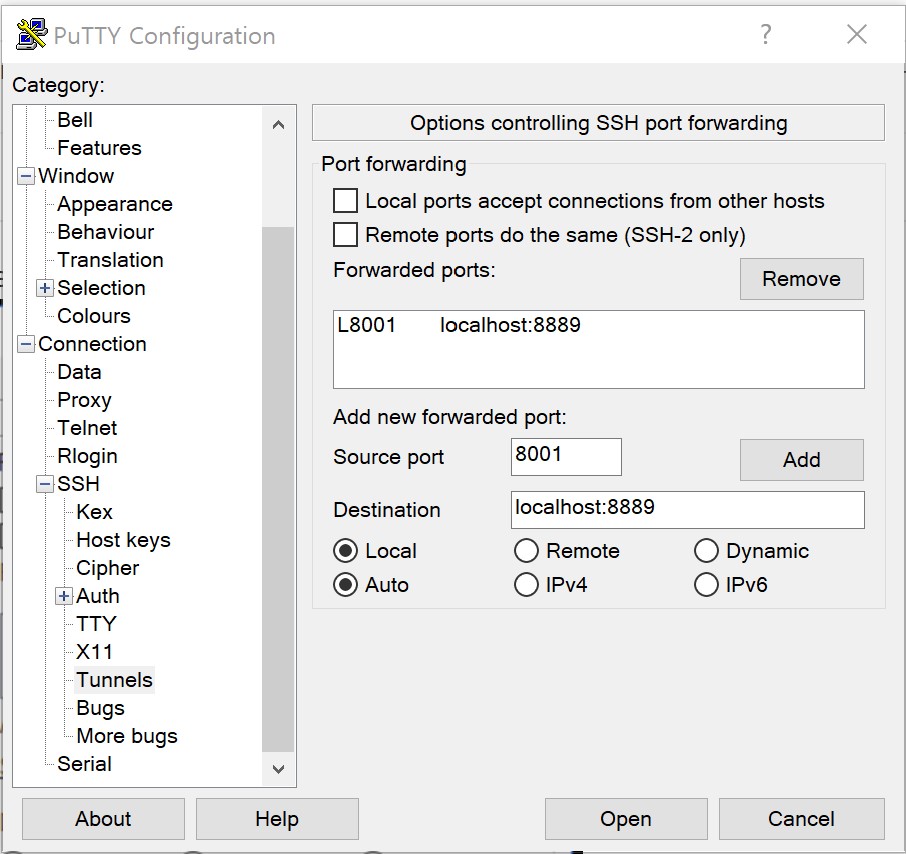 PuTTY Configuration
?
Category:
Bell
Features
Window
Appearance
Behaviour
Translation
Selection
Colours
Connection
Data
Proxy
Telnet
Rlogin
SSH
Kex
Host keys
Cipher
Auth
TTY
X11
Tunnels
Bugs
More bugs
Serial
Options controlling SSH port forwarding
Port forwarding
Local ports accept connections from other hosts
Remote ports do the same (SSH-2 only)
Forwarded ports:
Remove
L8001 localhost:8889
Add new forwarded port:
Source port 8001 Add
Destination localhost:8889
Local Remote Dynamic
Auto IPv4 IPv6
About Help Open Cancel